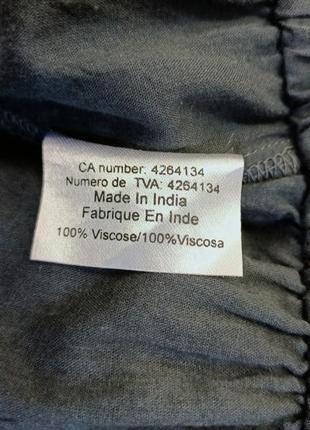 CA number: 4264134
Numero de TVA: 4264134
Made In India
Fabrique En Inde
100% Viscose/100%Viscosa